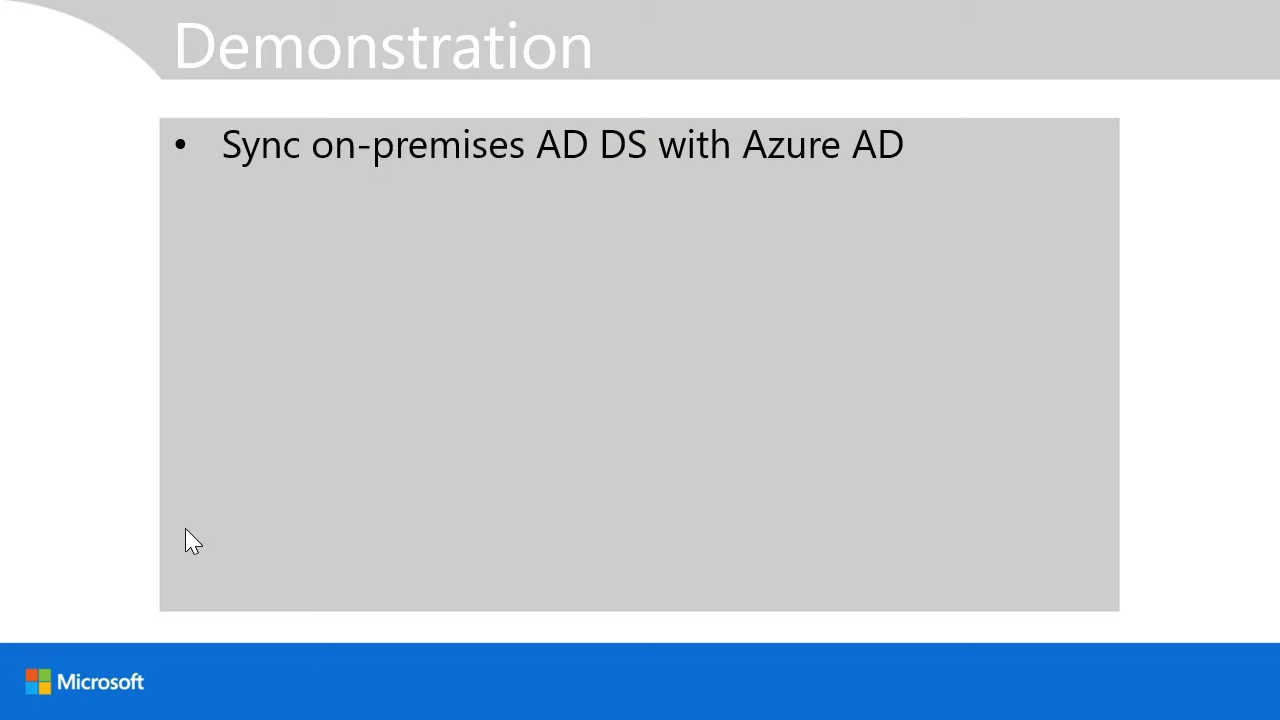 Demonstration
• Sync on-premises AD DS with Azure AD
Microsoft